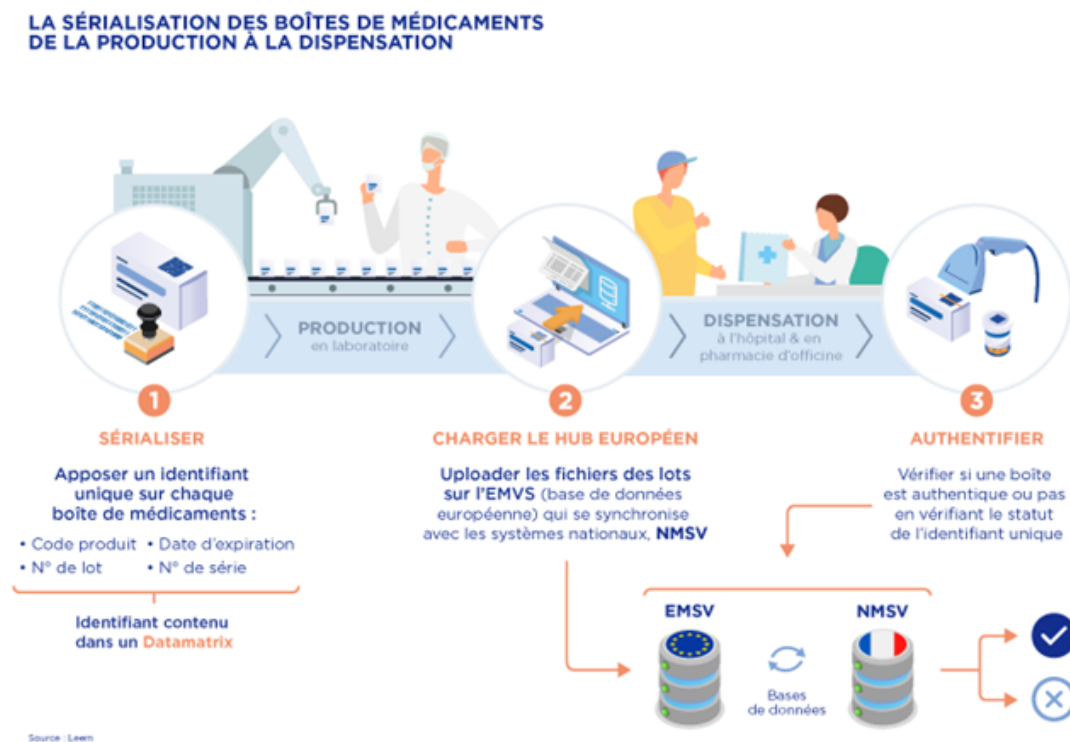 LA SÉRIALISATION DES BOÎTES DE MÉDICAMENTS
DE LA PRODUCTION À LA DISPENSATION
PRODUCTION
en laboratoire
DISPENSATION
à l'hôpital & en
pharmacie d'officine
1
SÉRIALISER
Apposer un identifiant
unique sur chaque
boîte de médicaments :
• Code produit • Date d'expiration
• N° de lot • N° de série
Identifiant contenu
dans un Datamatrix
2
CHARGER LE HUB EUROPÉEN
Uploader les fichiers des lots
sur l'EMVS (base de données
européenne) qui se synchronise
avec les systèmes nationaux, NMSV
3
AUTHENTIFIER
Vérifier si une boîte
est authentique ou pas
en vérifiant le statut
de l'identifiant unique
EMSV
NMSV
Bases
de données
Source : Leem